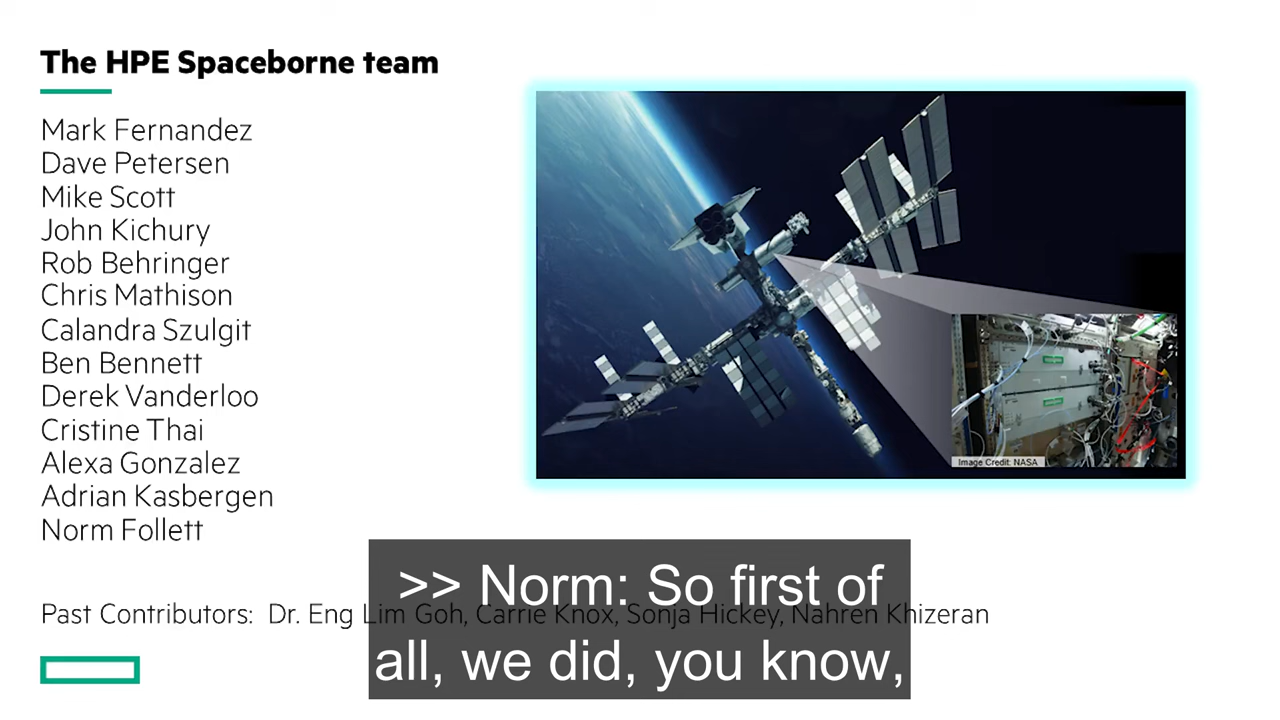 The HPE Spaceborne team
Mark Fernandez
Dave Petersen
Mike Scott
John Kichury
Rob Behringer
Chris Mathison
Calandra Szulgit
Ben Bennett
Derek Vanderloo
Cristine Thai
Alexa Gonzalez
Adrian Kasbergen
Norm Follett
Image Credit: NASA
Past Contributors: Dr. Eng Lim Goh, Carrie Knox, Sonja Hickey, Nahren Khizeran
>> Norm: So first of
all, we did, you know,